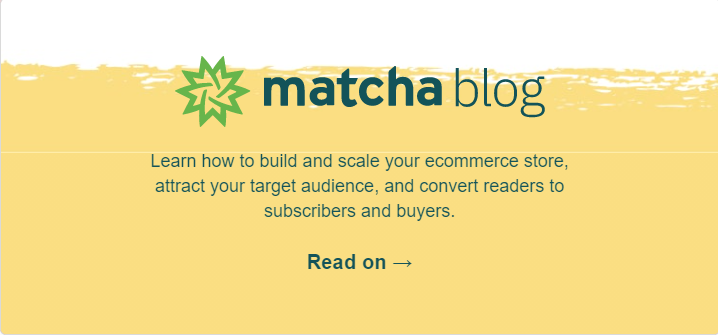 matcha blog
Learn how to build and scale your ecommerce store,
attract your target audience, and convert readers to
subscribers and buyers.
Read on →